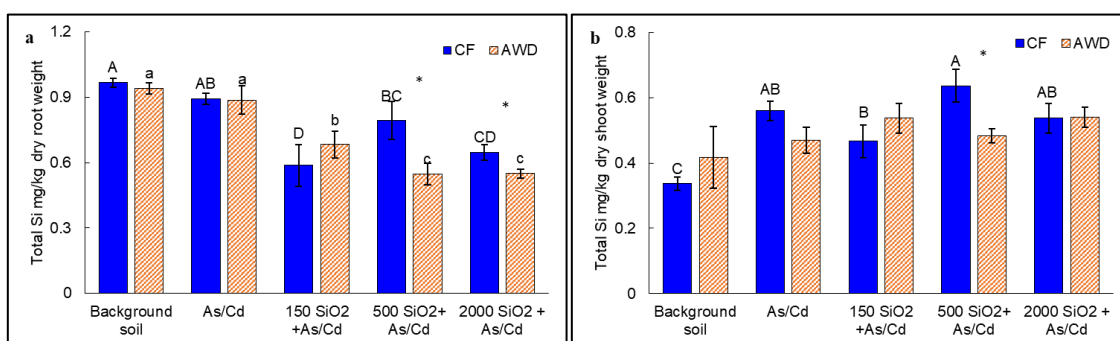 a
CF AWD
Total Si mg/kg dry root weight
1.2
0.9
0.6
0.3
0
A a
AB a
D b
BC c *
CD c *
Background soil
As/Cd
150 SiO2 +As/Cd
500 SiO2+ As/Cd
2000 SiO2 + As/Cd
b
CF AWD
Total Si mg/kg dry shoot weight
0.8
0.6
0.4
0.2
0
C
AB
B
A *
AB
Background soil
As/Cd
150 SiO2 +As/Cd
500 SiO2+ As/Cd
2000 SiO2 + As/Cd